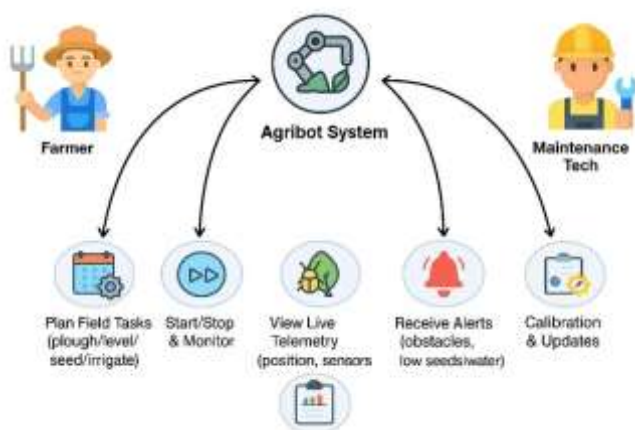 Farmer
Agribot System
Maintenance
Tech
Plan Field Tasks
(plough/level/
seed/irrigate)
Start/Stop
& Monitor
View Live
Telemetry
(position, sensors
Receive Alerts
(obstacles,
low seeds/water)
Calibration
& Updates